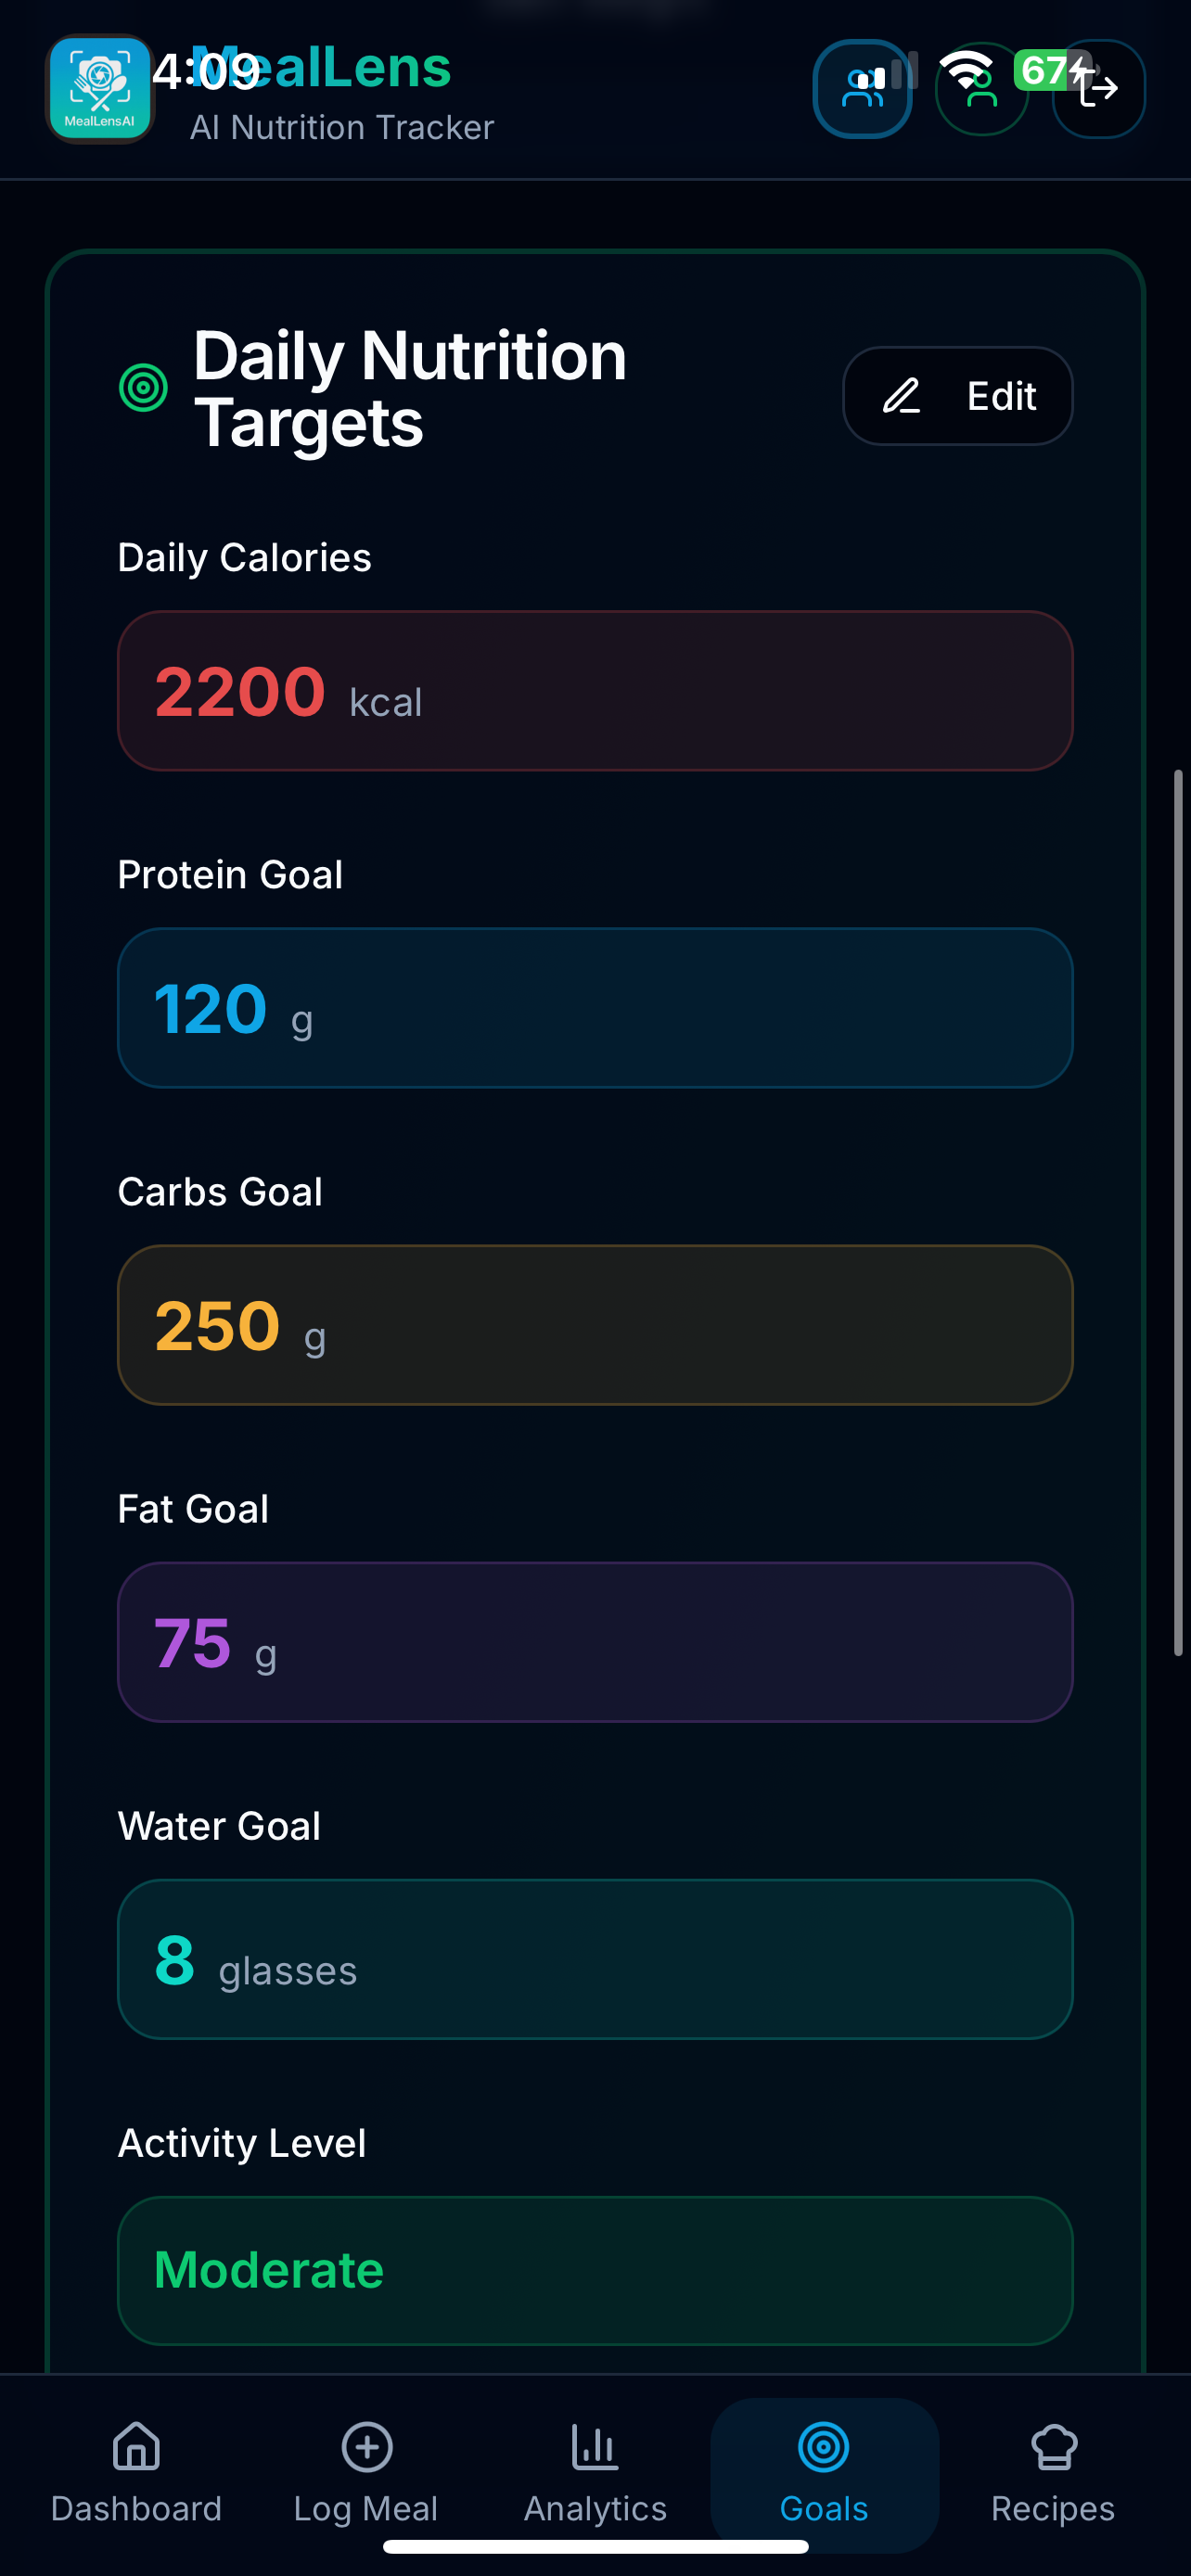 4:09
MealLens
67
MealLensAI
AI Nutrition Tracker
Daily Nutrition
Targets
Edit
Daily Calories
2200 kcal
Protein Goal
120 g
Carbs Goal
250 g
Fat Goal
75 g
Water Goal
8 glasses
Activity Level
Moderate
Dashboard
Log Meal
Analytics
Goals
Recipes